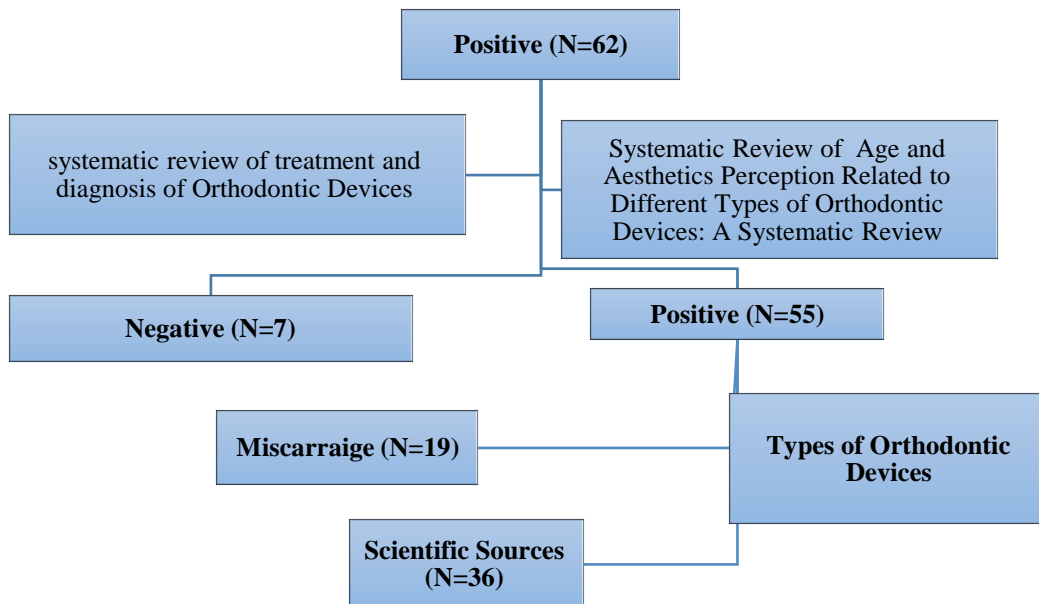 Positive (N=62)
systematic review of treatment and
diagnosis of Orthodontic Devices
Systematic Review of Age and
Aesthetics Perception Related to
Different Types of Orthodontic
Devices: A Systematic Review
Negative (N=7)
Positive (N=55)
Miscarraige (N=19)
Types of Orthodontic
Devices
Scientific Sources
(N=36)